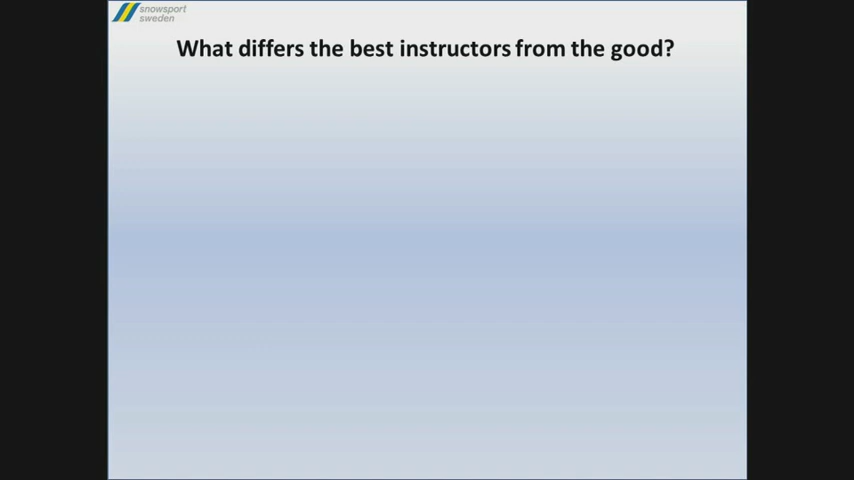 snowsport
sweden
What differs the best instructors from the good?